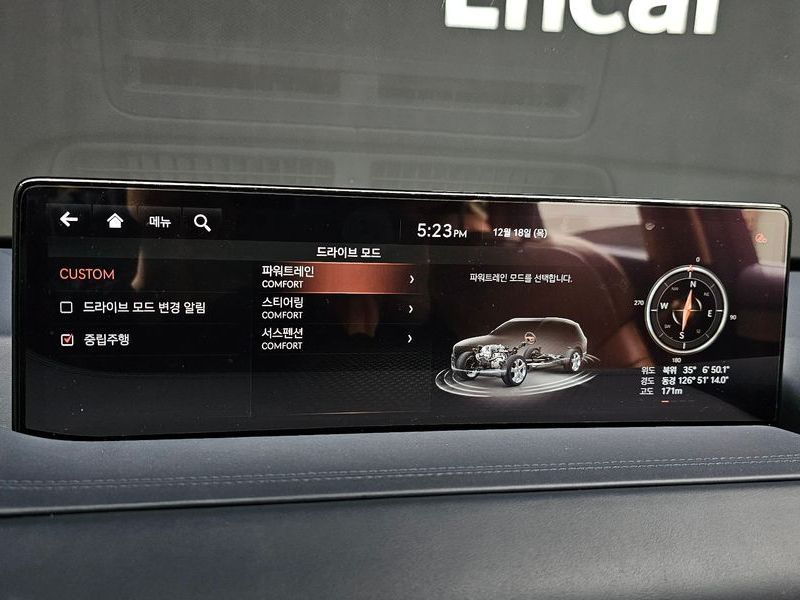 Encar
메뉴
5:23 PM 12월 18일 (목)
드라이브 모드
CUSTOM
드라이브 모드 변경 알림
중립주행
파워트레인
COMFORT
스티어링
COMFORT
서스펜션
COMFORT
파워트레인 모드를 선택합니다.
0
N
NE
270 W E 90
S
180
위도 북위 35° 6' 50.1"
경도 동경 126° 51' 14.0"
고도 171m